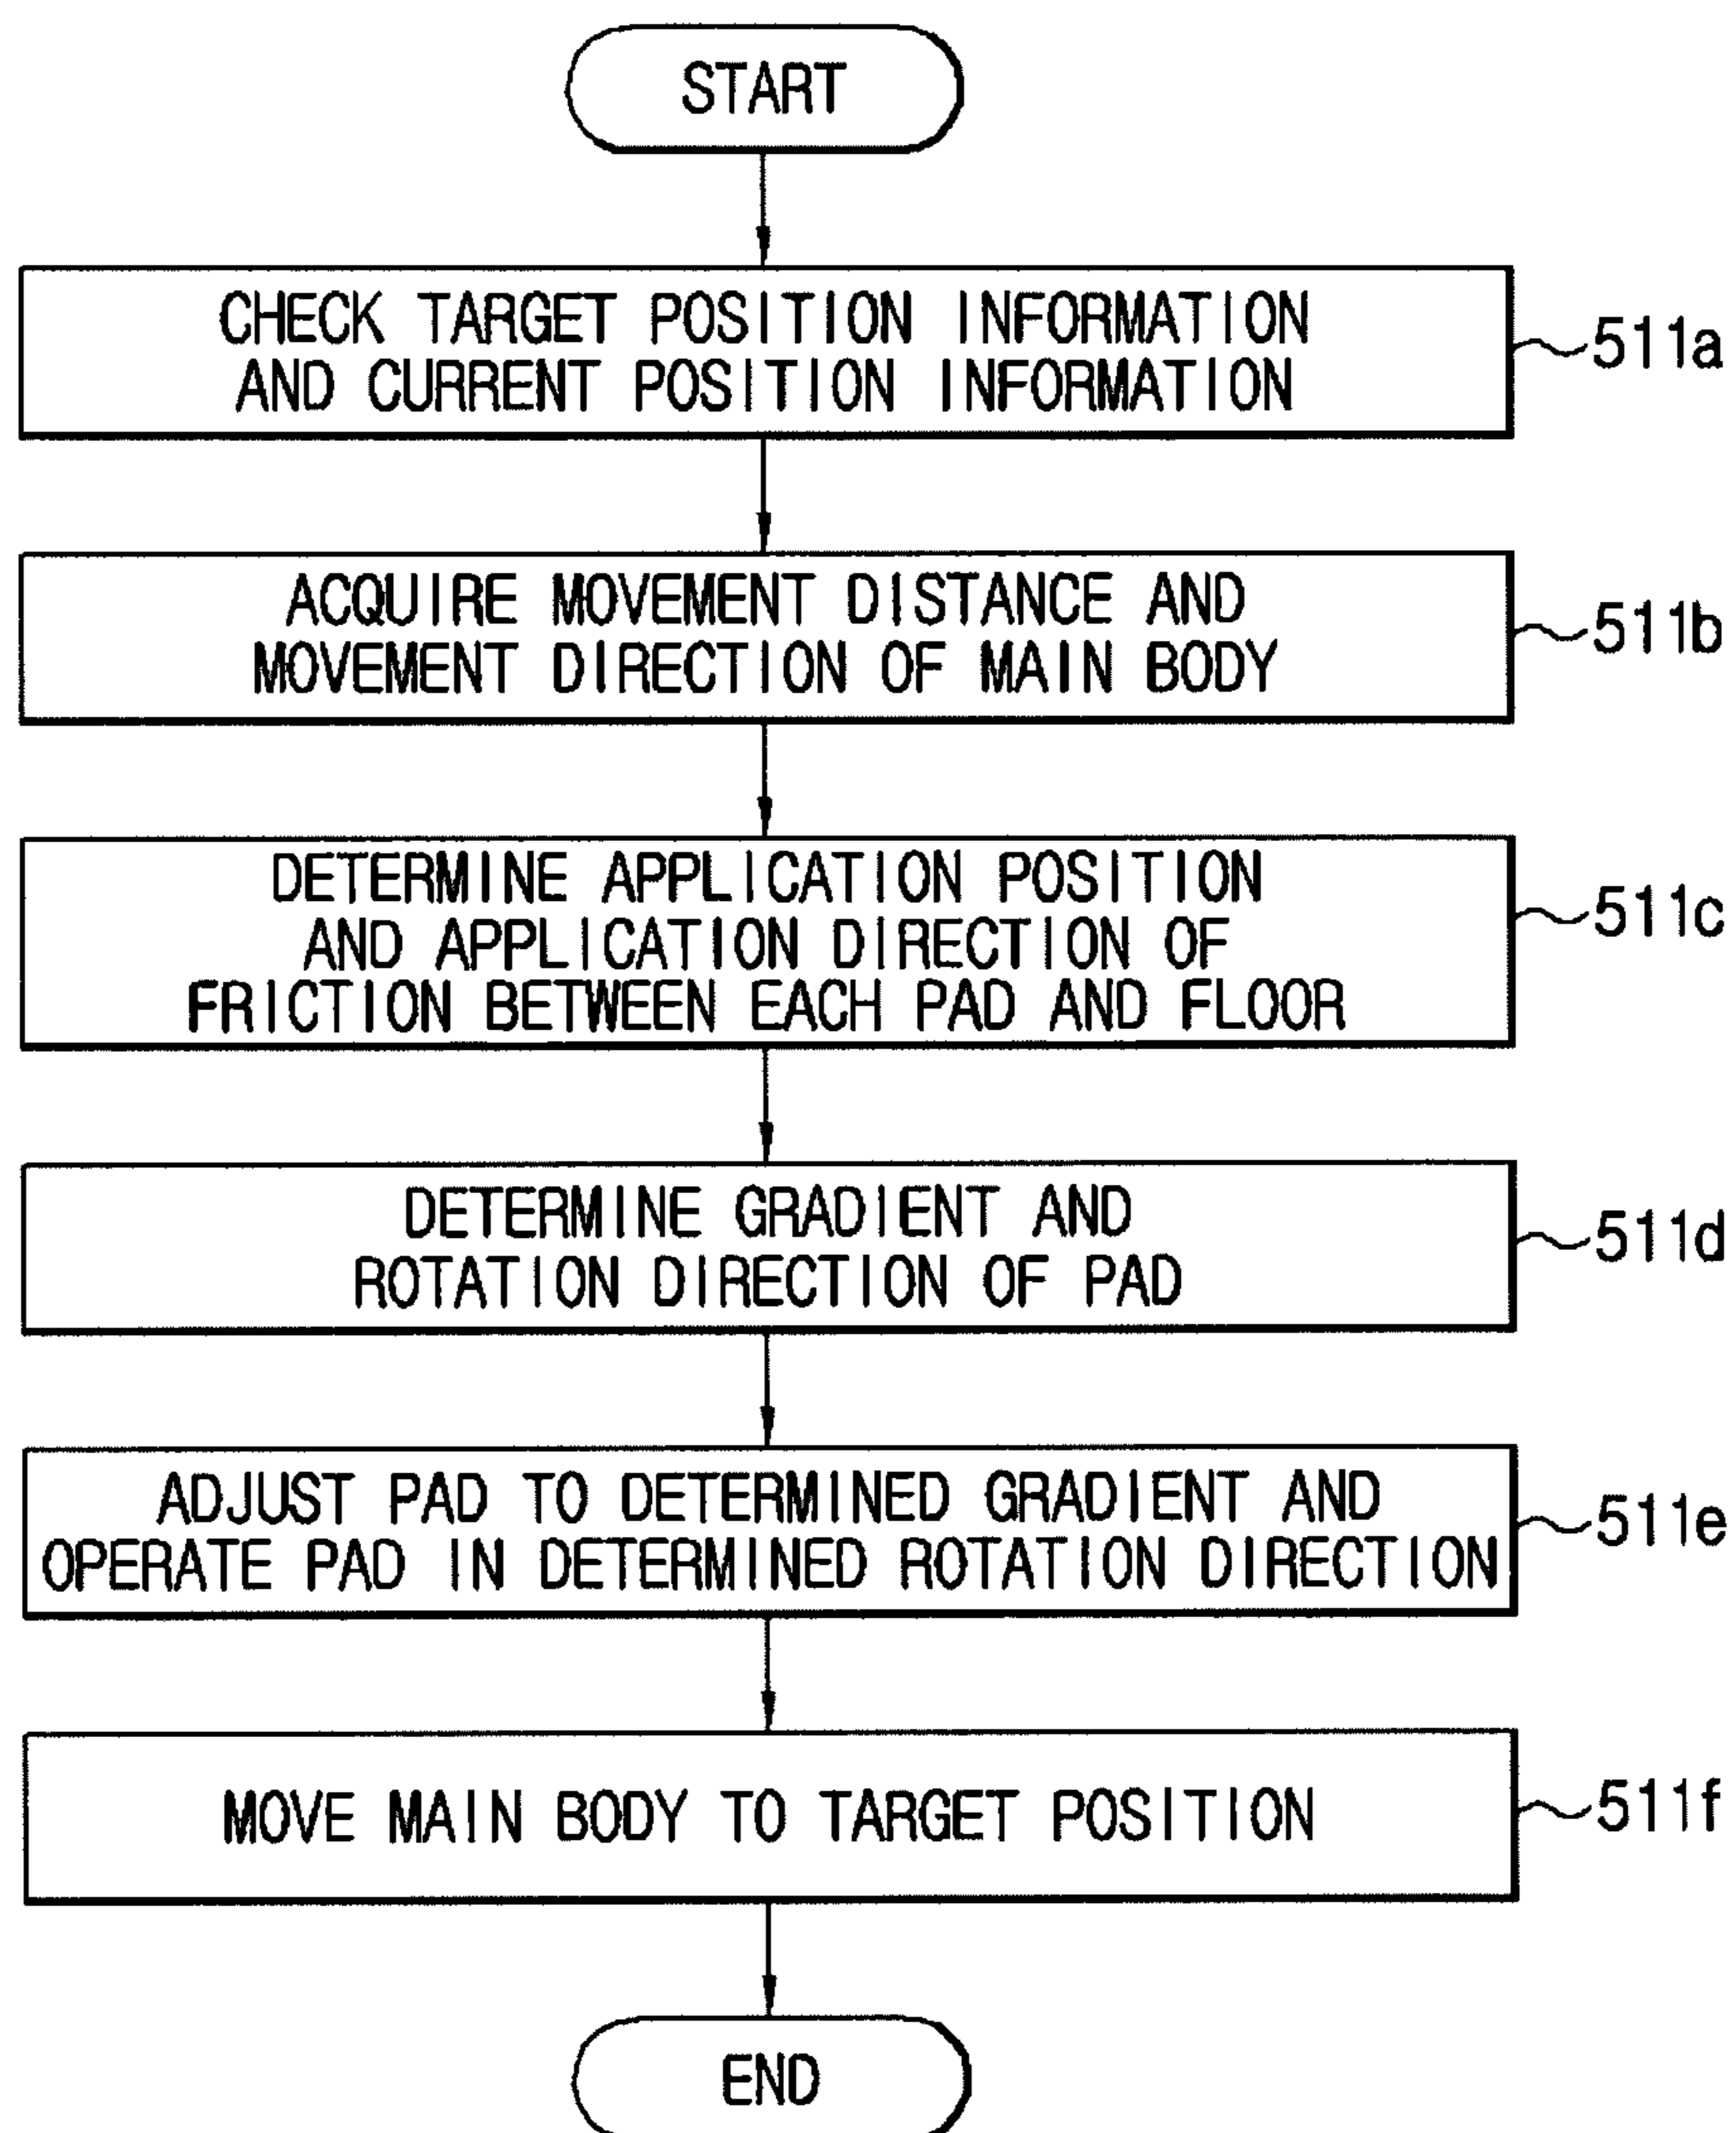 START
CHECK TARGET POSITION INFORMATION
AND CURRENT POSITION INFORMATION
511a
ACQUIRE MOVEMENT DISTANCE AND
MOVEMENT DIRECTION OF MAIN BODY
511b
DETERMINE APPLICATION POSITION
AND APPLICATION DIRECTION OF
FRICTION BETWEEN EACH PAD AND FLOOR
511c
DETERMINE GRADIENT AND
ROTATION DIRECTION OF PAD
511d
ADJUST PAD TO DETERMINED GRADIENT AND
OPERATE PAD IN DETERMINED ROTATION DIRECTION
511e
MOVE MAIN BODY TO TARGET POSITION
511f
END